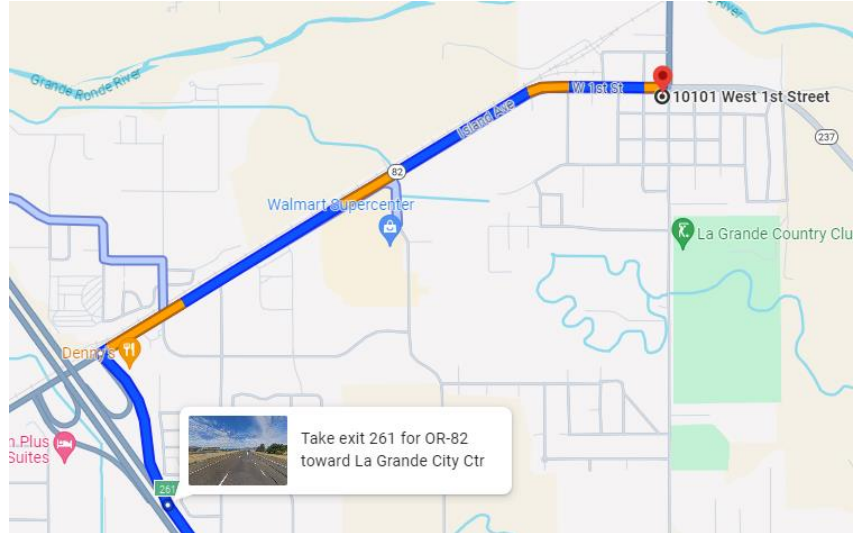 Grande Ronde River
W 1st St
10101 West 1st Street
Island Ave
237
82
Walmart Supercenter
La Grande Country Clu
Denny's
Take exit 261 for OR-82
toward La Grande City Ctr
n Plus
Suites
261